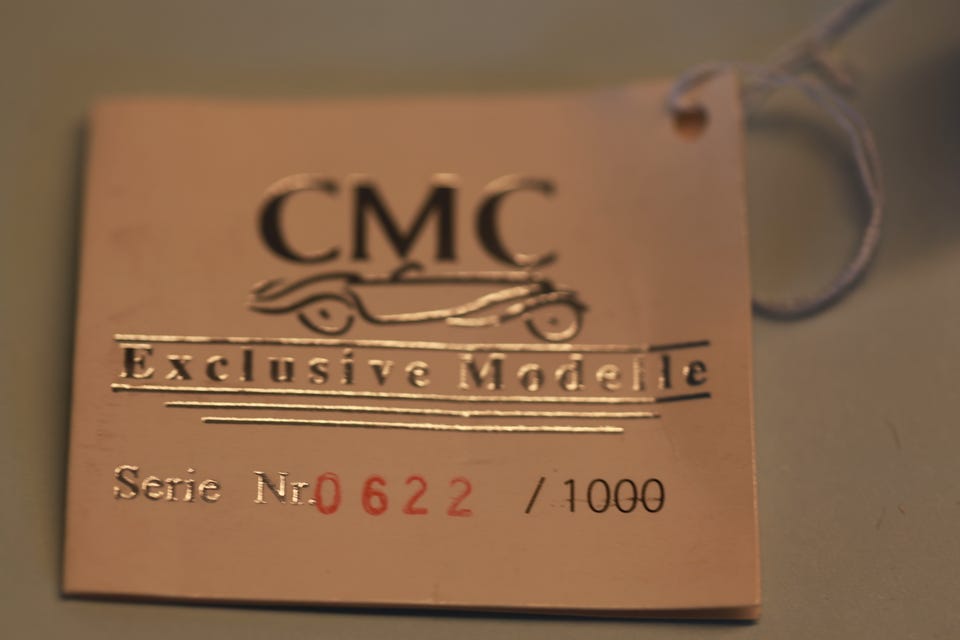 CMC
Exclusive Modelle
Serie Nr. 0622 / 1000